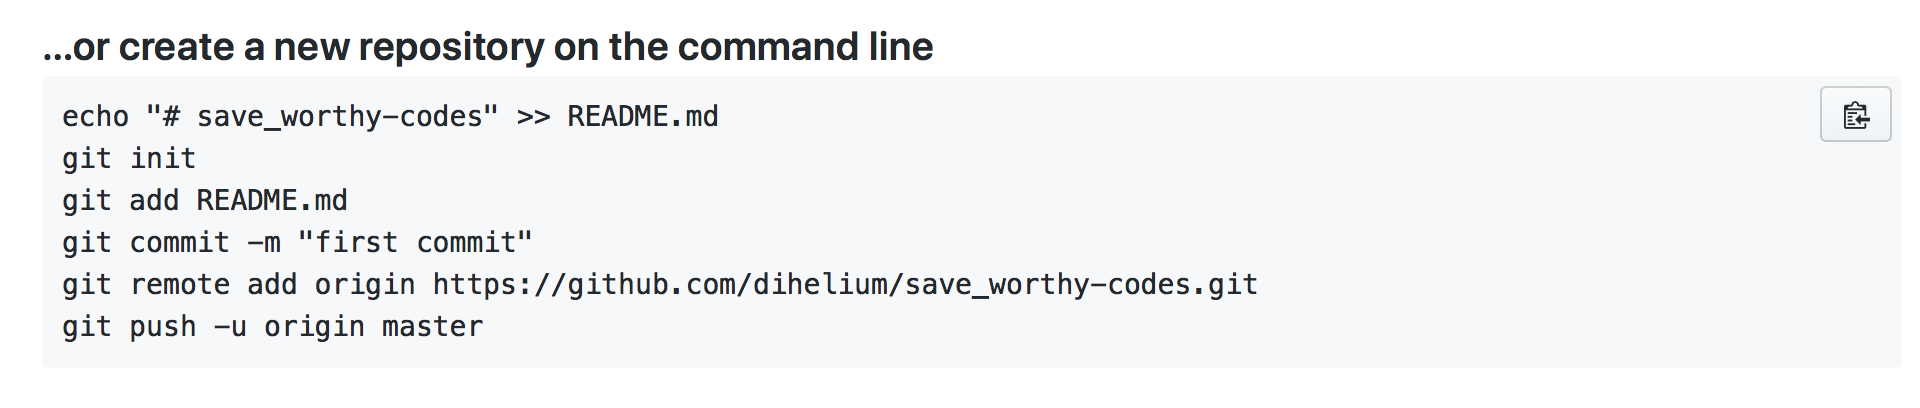 ...or create a new repository on the command line
echo "# save_worthy-codes" >> README.md
git init
git add README.md
git commit -m "first commit"
git remote add origin https://github.com/dihelium/save_worthy-codes.git
git push -u origin master